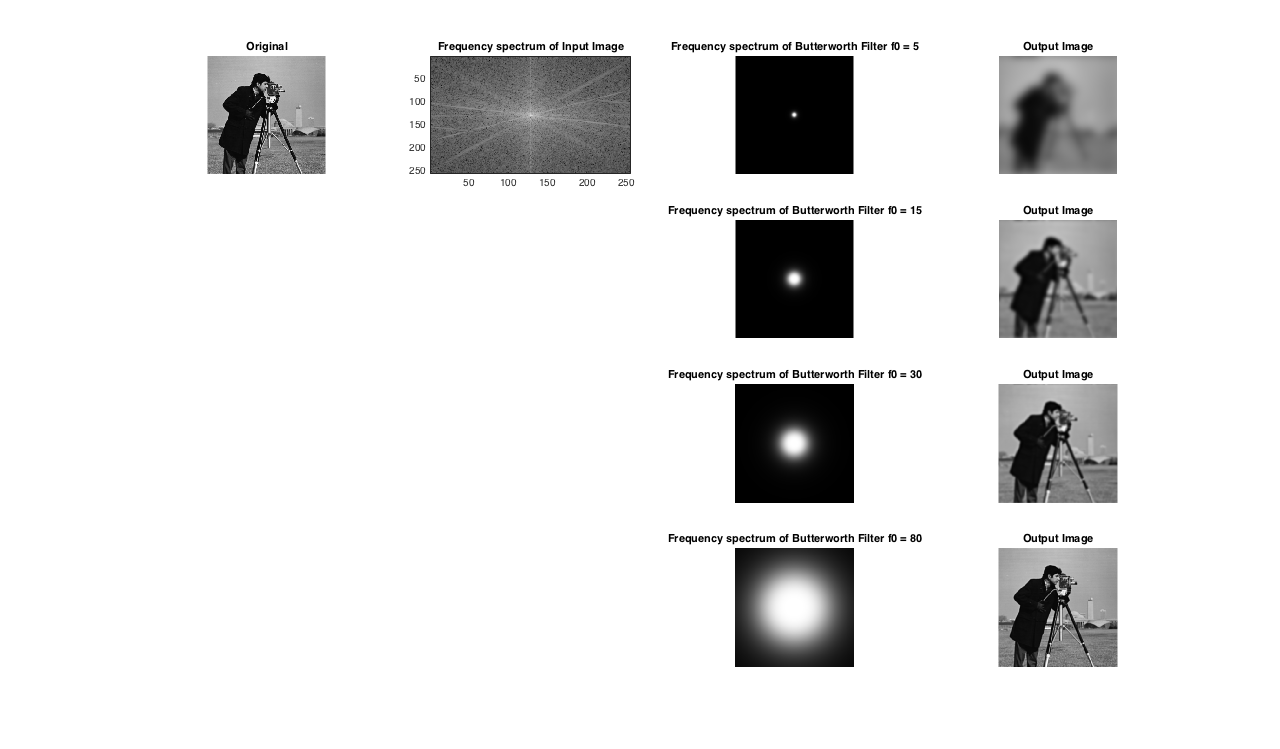 Original
Frequency spectrum of Input Image
50
100
150
200
250
50 100 150 200 250
Frequency spectrum of Butterworth Filter f0 = 5
Output Image
Frequency spectrum of Butterworth Filter f0 = 15
Output Image
Frequency spectrum of Butterworth Filter f0 = 30
Output Image
Frequency spectrum of Butterworth Filter f0 = 80
Output Image